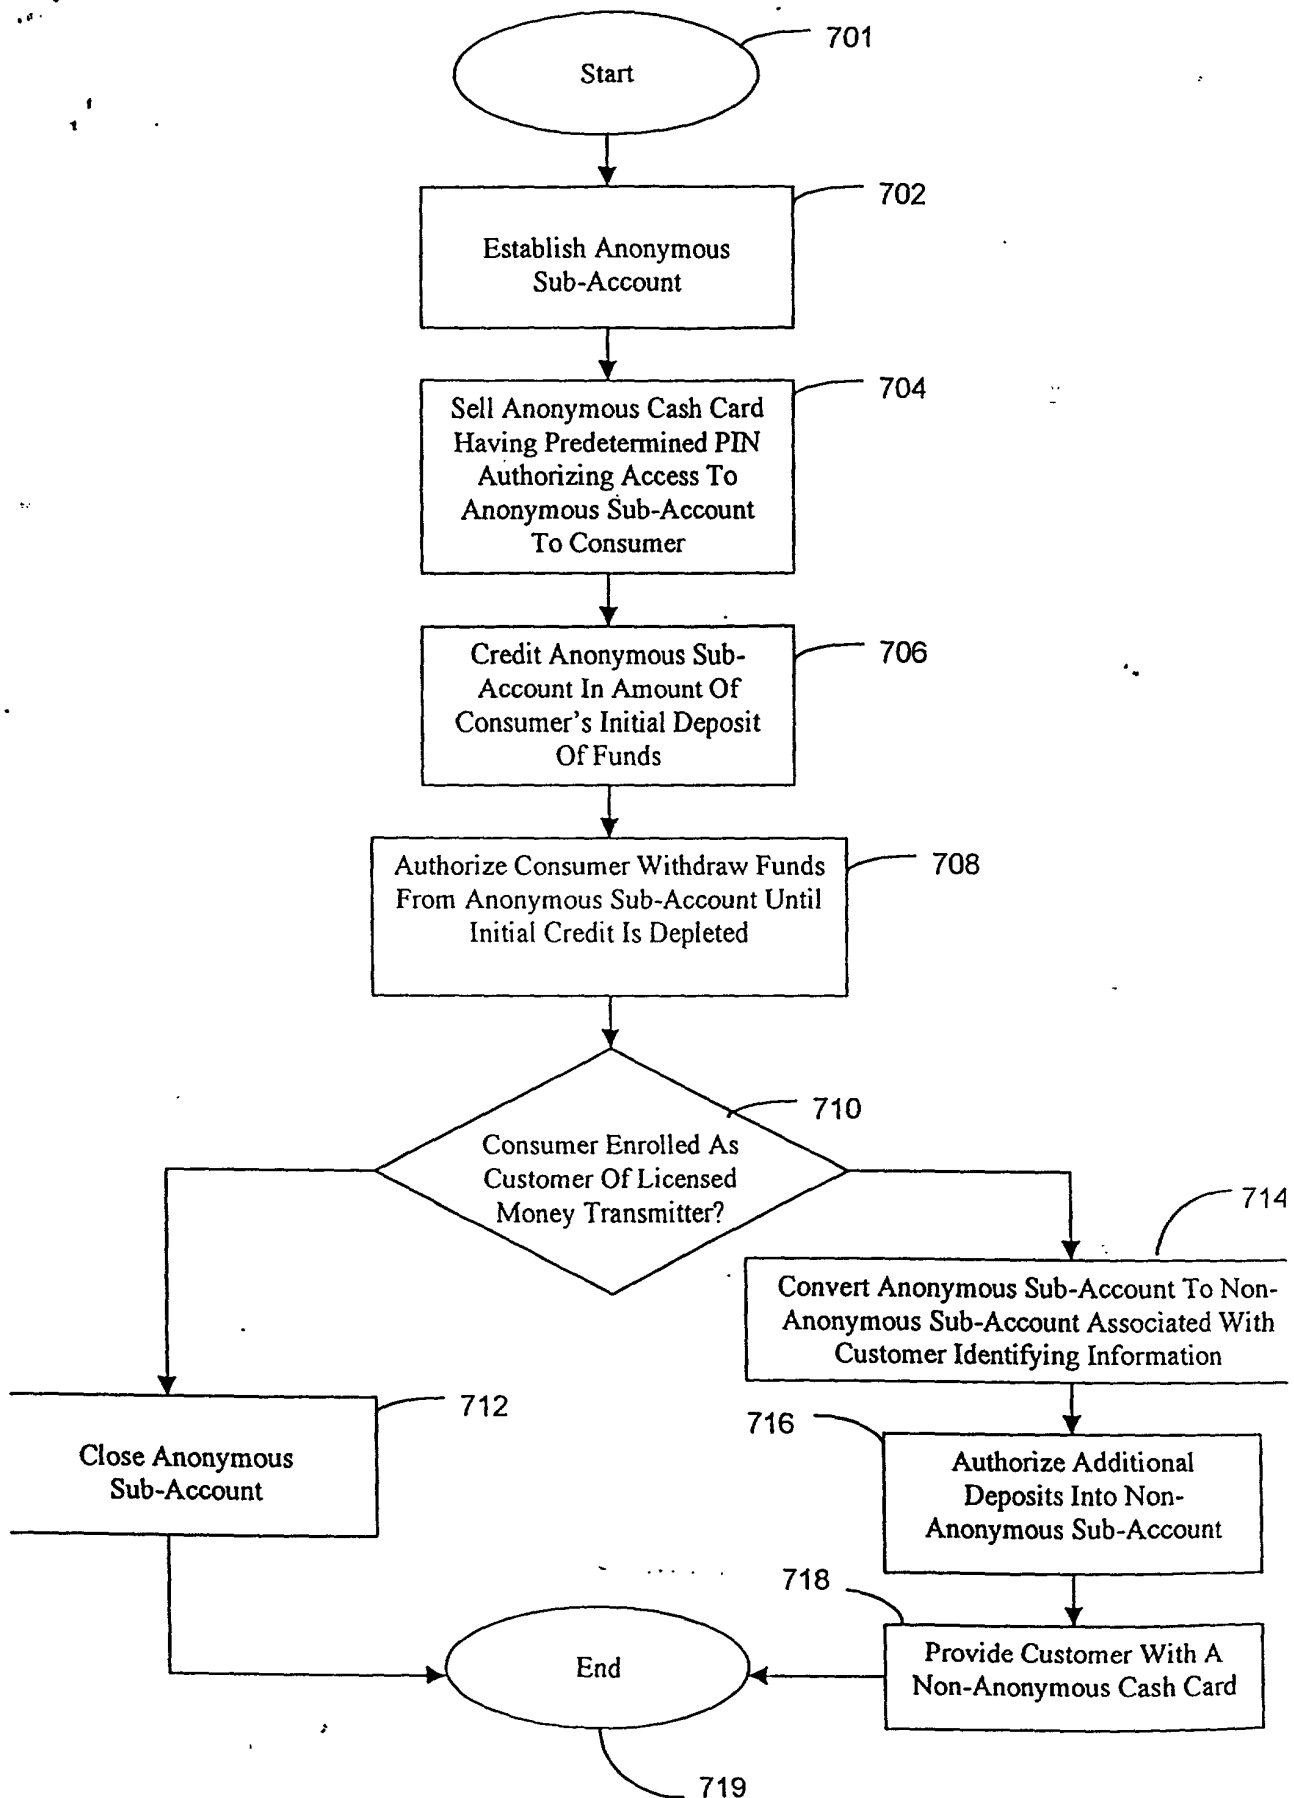 701
Start
702
Establish Anonymous
Sub-Account
704
Sell Anonymous Cash Card
Having Predetermined PIN
Authorizing Access To
Anonymous Sub-Account
To Consumer
706
Credit Anonymous Sub-
Account In Amount Of
Consumer's Initial Deposit
Of Funds
708
Authorize Consumer Withdraw Funds
From Anonymous Sub-Account Until
Initial Credit Is Depleted
710
Consumer Enrolled As
Customer Of Licensed
Money Transmitter?
714
Convert Anonymous Sub-Account To Non-
Anonymous Sub-Account Associated With
Customer Identifying Information
712
Close Anonymous
Sub-Account
716
Authorize Additional
Deposits Into Non-
Anonymous Sub-Account
718
Provide Customer With A
Non-Anonymous Cash Card
End
719